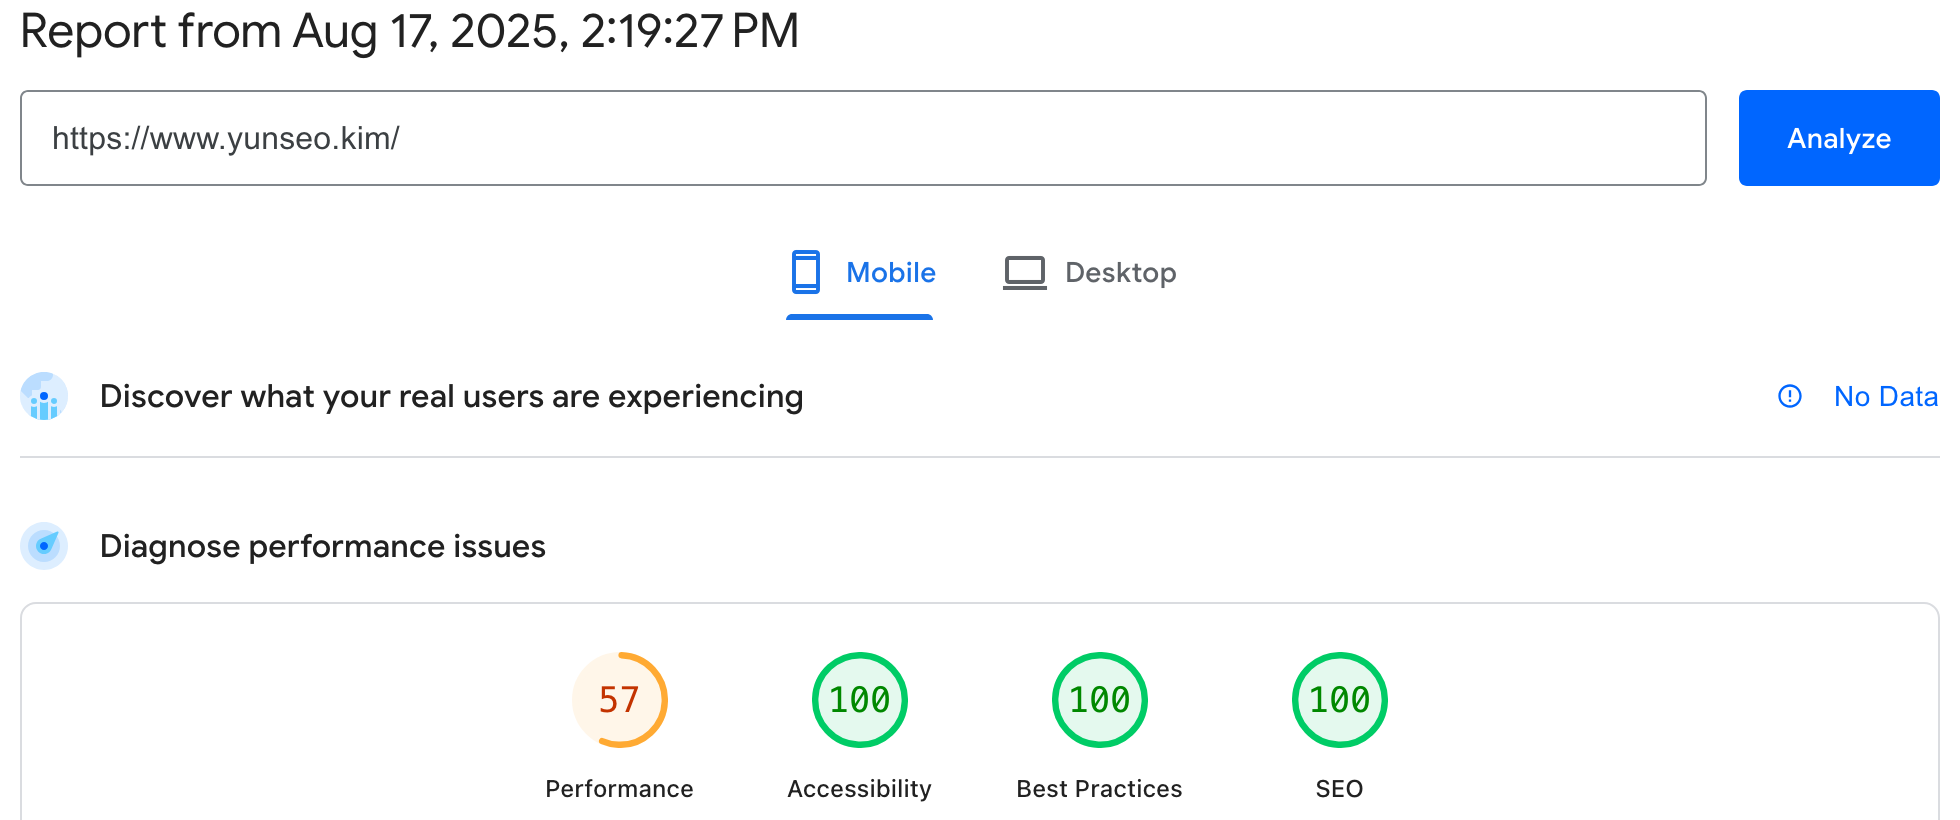 Report from Aug 17, 2025, 2:19:27 PM
https://www.yunseo.kim/
Analyze
Mobile
Desktop
Discover what your real users are experiencing
No Data
Diagnose performance issues
57
100
100
100
Performance
Accessibility
Best Practices
SEO